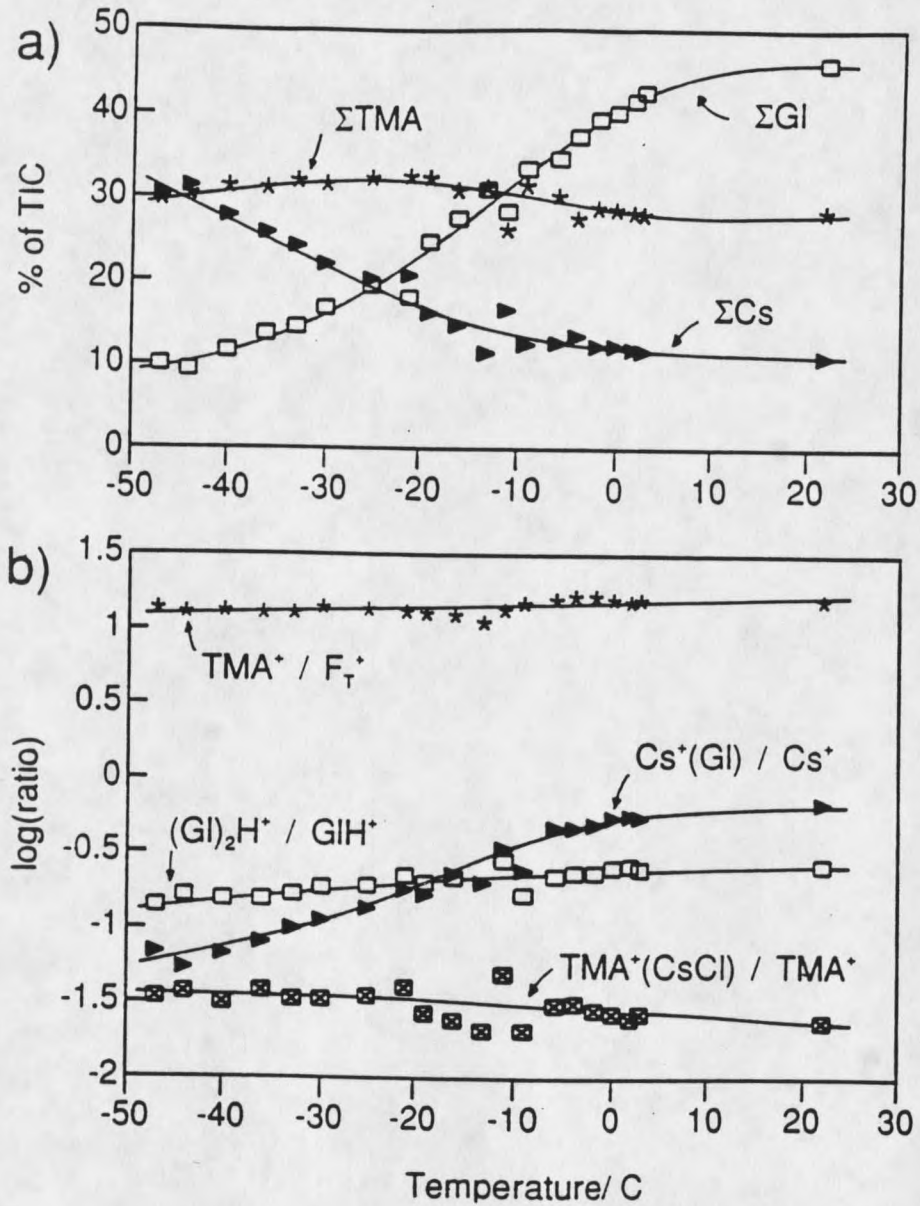 a)
50
40
30
20
10
0
% of TIC
ΣTMA
ΣGl
ΣCs
-50 -40 -30 -20 -10 0 10 20 30
b)
1.5
1
0.5
0
-0.5
-1
-1.5
-2
log(ratio)
TMA⁺ / F_T⁺
Cs⁺(Gl) / Cs⁺
(Gl)₂H⁺ / GlH⁺
TMA⁺(CsCl) / TMA⁺
-50 -40 -30 -20 -10 0 10 20 30
Temperature/ C